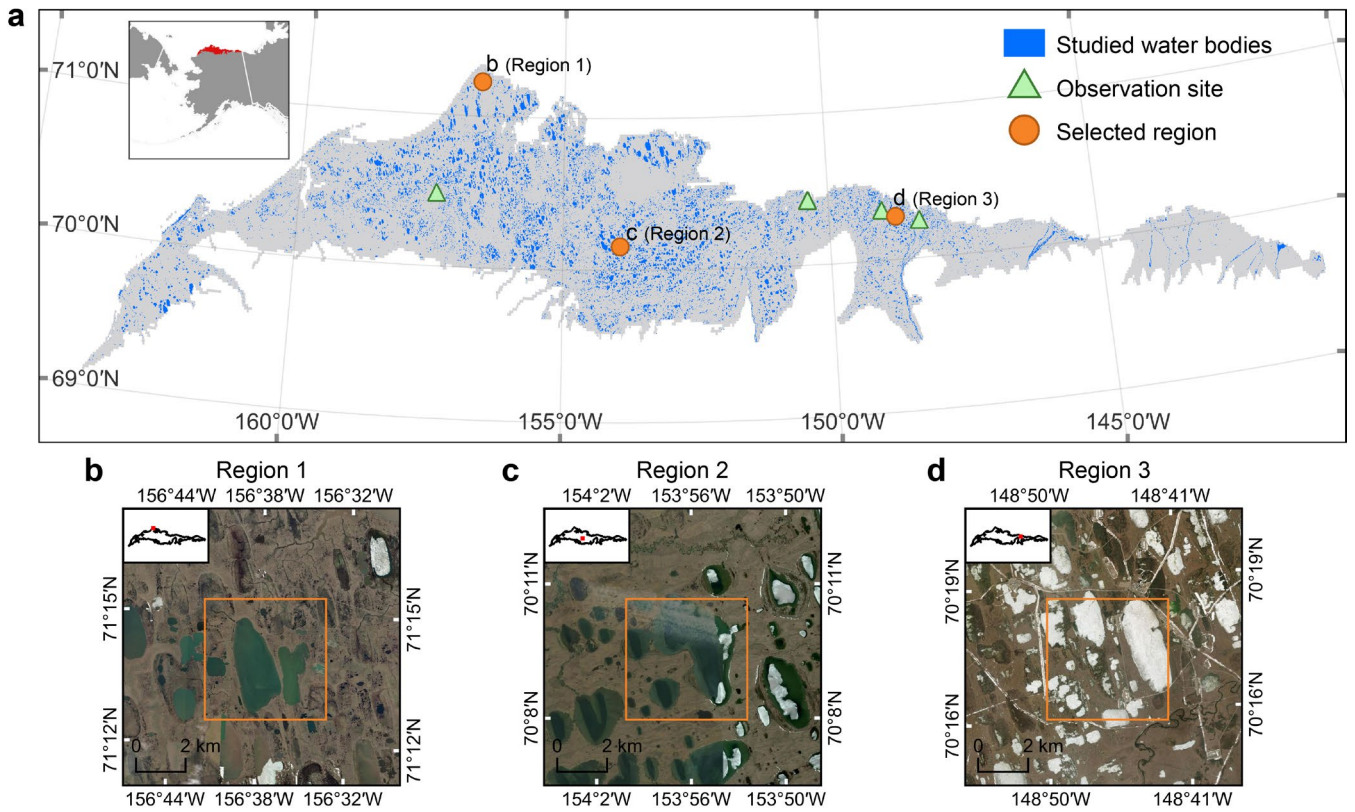 a
71°0′N
70°0′N
69°0′N
b (Region 1)
c (Region 2)
d (Region 3)
Studied water bodies
Observation site
Selected region
160°0′W
155°0′W
150°0′W
145°0′W
b
Region 1
156°44′W 156°38′W 156°32′W
71°15′N
71°15′N
71°12′N
71°12′N
0 2 km
156°44′W 156°38′W 156°32′W
c
Region 2
154°2′W 153°56′W 153°50′W
70°11′N
70°11′N
70°8′N
70°8′N
0 2 km
154°2′W 153°56′W 153°50′W
d
Region 3
148°50′W 148°41′W
70°19′N
70°19′N
70°16′N
70°16′N
0 2 km
148°50′W 148°41′W